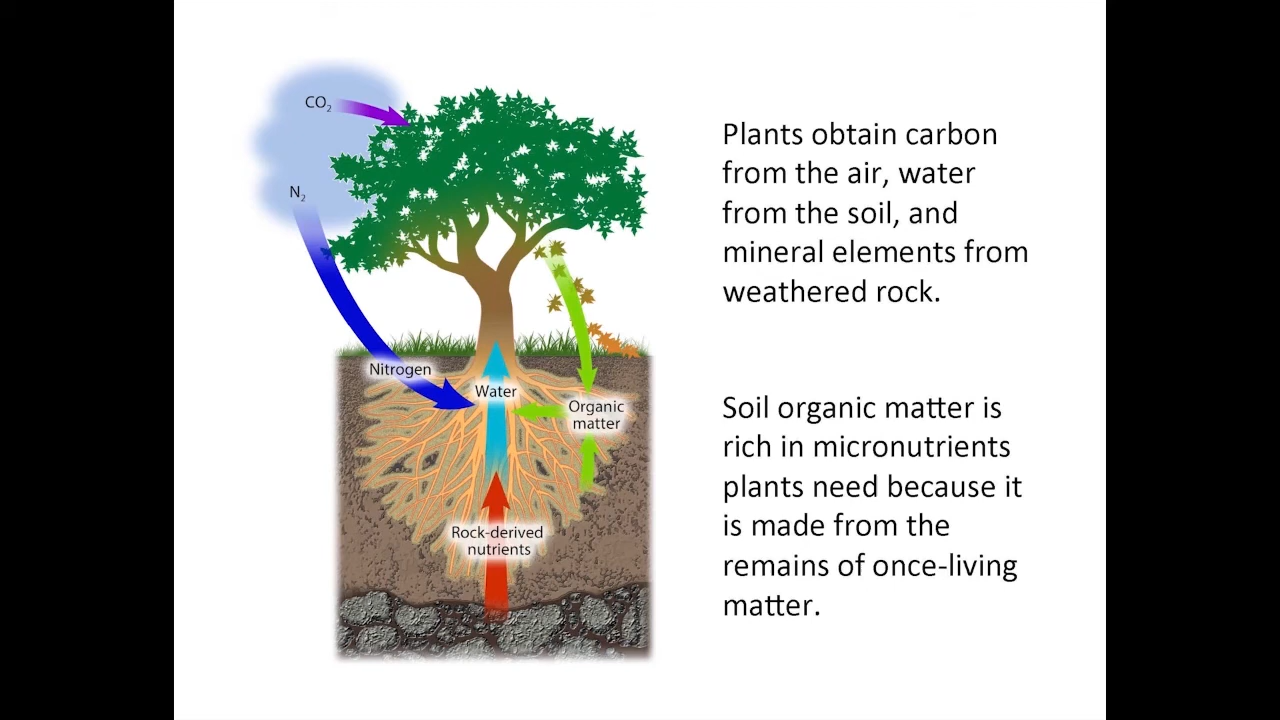 CO₂
N₂
Nitrogen
Water
Organic
matter
Rock-derived
nutrients
Plants obtain carbon
from the air, water
from the soil, and
mineral elements from
weathered rock.
Soil organic matter is
rich in micronutrients
plants need because it
is made from the
remains of once-living
matter.